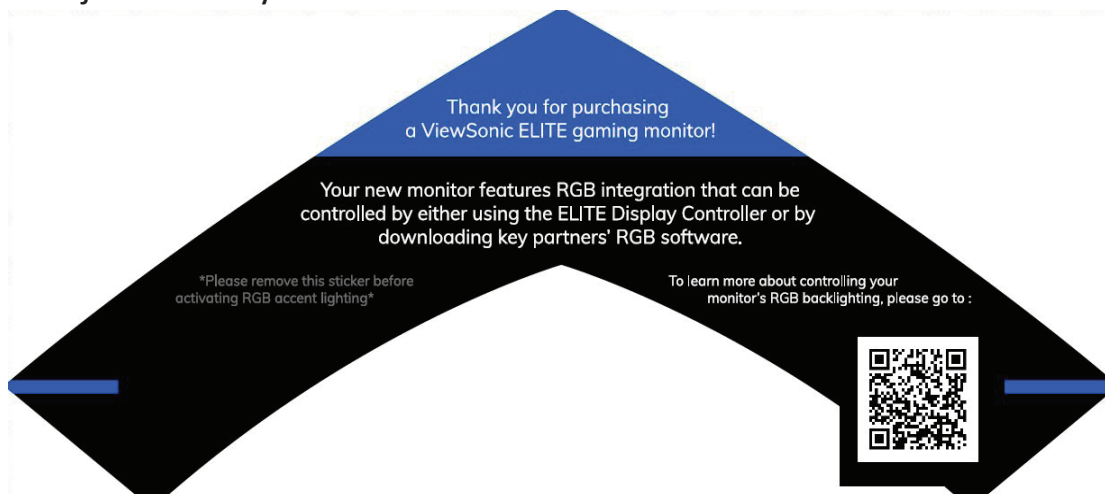 Thank you for purchasing
a ViewSonic ELITE gaming monitor!
Your new monitor features RGB integration that can be
controlled by either using the ELITE Display Controller or by
downloading key partners' RGB software.
*Please remove this sticker before
activating RGB accent lighting*
To learn more about controlling your
monitor's RGB backlighting, please go to :